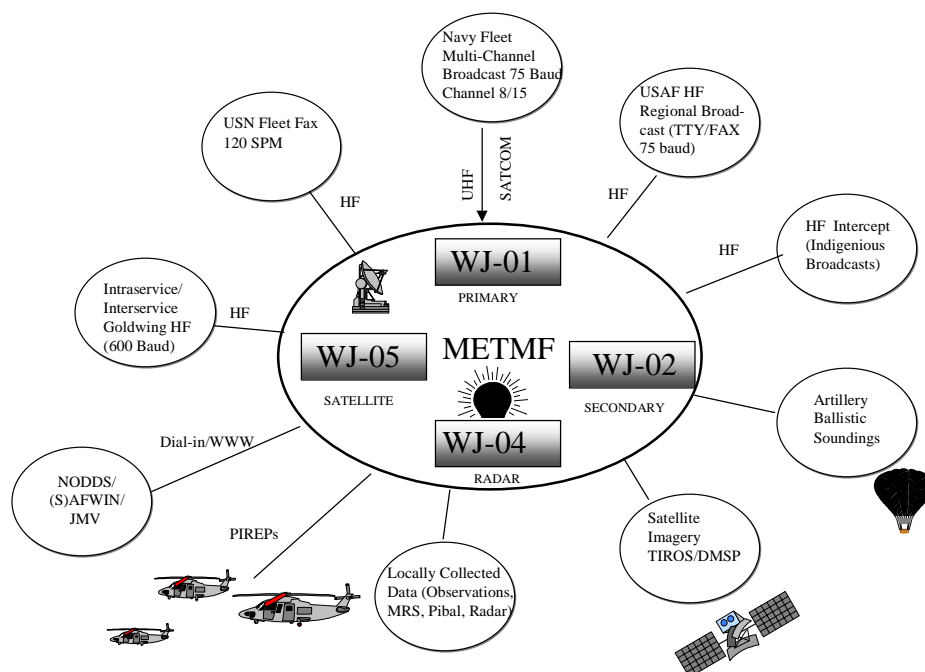 Navy Fleet
Multi-Channel
Broadcast 75 Baud
Channel 8/15
USAF HF
Regional Broad-
cast (TTY/FAX
75 baud)
USN Fleet Fax
120 SPM
UHF
SATCOM
HF
HF
HF Intercept
(Indigenious
Broadcasts)
HF
WJ-01
PRIMARY
Intraservice/
Interservice
Goldwing HF
(600 Baud)
HF
WJ-05
SATELLITE
METMF
WJ-02
SECONDARY
WJ-04
RADAR
Artillery
Ballistic
Soundings
Dial-in/WWW
NODDS/
(S)AFWIN/
JMV
PIREPs
Satellite
Imagery
TIROS/DMSP
Locally Collected
Data (Observations,
MRS, Pibal, Radar)